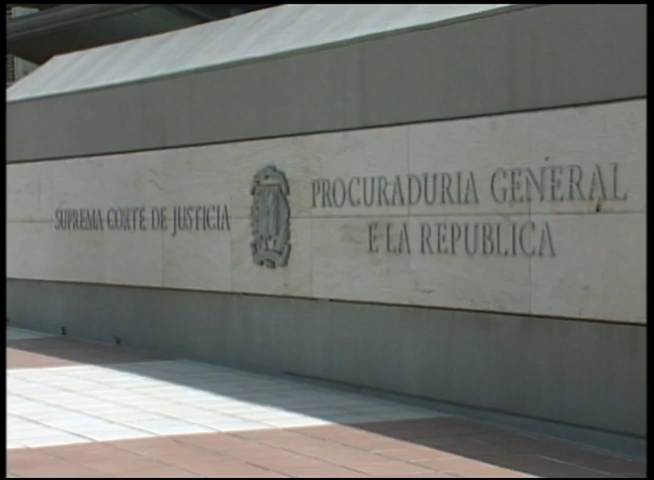 SUPREMA CORTE DE JUSTICIA
PROCURADURIA GENERAL
E LA REPUBLICA